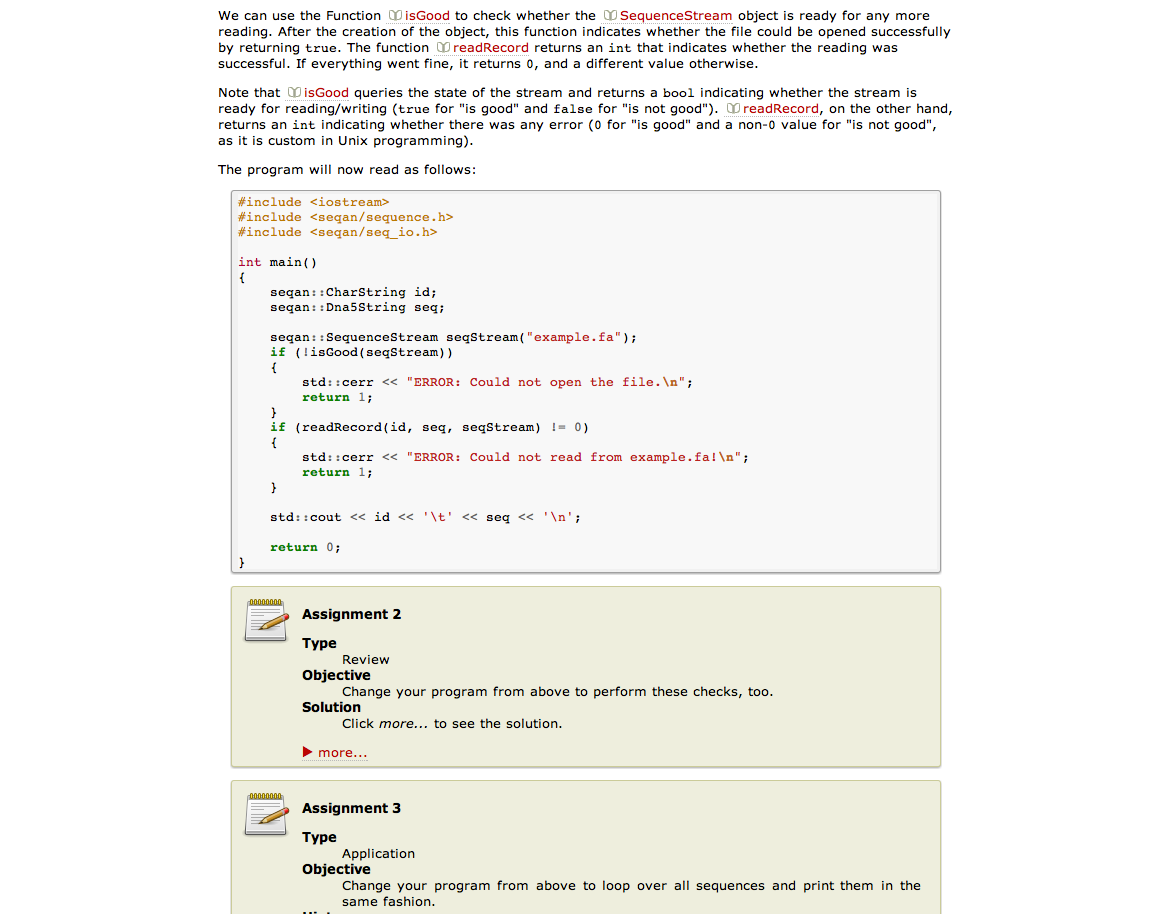 We can use the Function isGood to check whether the SequenceStream object is ready for any more
reading. After the creation of the object, this function indicates whether the file could be opened successfully
by returning true. The function readRecord returns an int that indicates whether the reading was
successful. If everything went fine, it returns 0, and a different value otherwise.
Note that isGood queries the state of the stream and returns a bool indicating whether the stream is
ready for reading/writing (true for "is good" and false for "is not good"). readRecord, on the other hand,
returns an int indicating whether there was any error (0 for "is good" and a non-0 value for "is not good",
as it is custom in Unix programming).
The program will now read as follows:
#include <iostream>
#include <seqan/sequence.h>
#include <seqan/seq_io.h>
int main()
{
seqan::CharString id;
seqan::Dna5String seq;
seqan::SequenceStream seqStream("example.fa");
if (!isGood(seqStream))
{
std::cerr << "ERROR: Could not open the file.\n";
return 1;
}
if (readRecord(id, seq, seqStream) != 0)
{
std::cerr << "ERROR: Could not read from example.fa!\n";
return 1;
}
std::cout << id << '\t' << seq << '\n';
return 0;
}
Assignment 2
Type
Review
Objective
Change your program from above to perform these checks, too.
Solution
Click more... to see the solution.
more...
Assignment 3
Type
Application
Objective
Change your program from above to loop over all sequences and print them in the
same fashion.